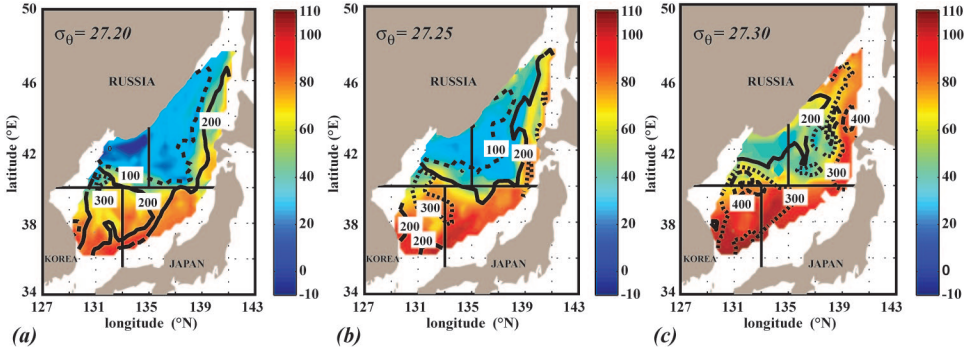 50
σθ = 27.20
RUSSIA
46
42
38
34
latitude (°E)
100
200
300
200
KOREA
JAPAN
127 131 135 139 143
longitude (°N)
110
100
80
60
40
20
0
-10
(a)
50
σθ = 27.25
RUSSIA
46
42
38
34
latitude (°E)
100
200
300
200
200
KOREA
JAPAN
127 131 135 139 143
longitude (°N)
110
100
80
60
40
20
0
-10
(b)
50
σθ = 27.30
RUSSIA
46
42
38
34
latitude (°E)
200
400
300
400
300
KOREA
JAPAN
127 131 135 139 143
longitude (°N)
110
100
80
60
40
20
0
-10
(c)